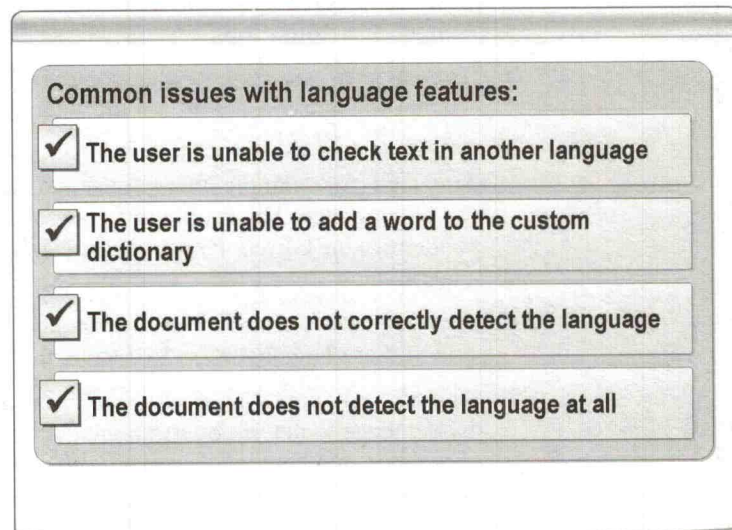 Common issues with language features:
The user is unable to check text in another language
The user is unable to add a word to the custom
dictionary
The document does not correctly detect the language
The document does not detect the language at all